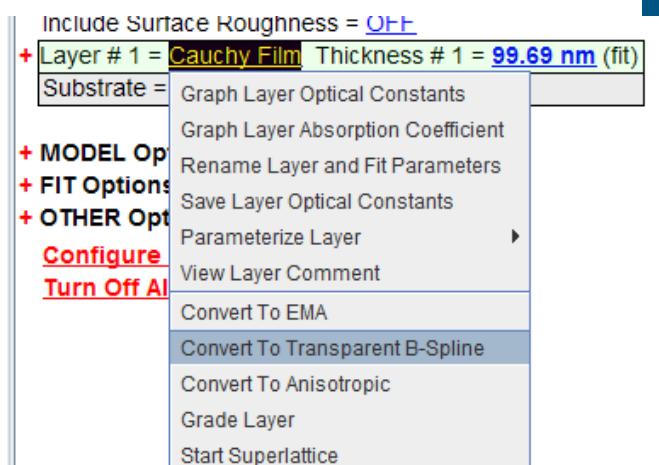 Include Surface Roughness = OFF
+ Layer # 1 = Cauchy Film Thickness # 1 = 99.69 nm (fit)
Substrate =
Graph Layer Optical Constants
Graph Layer Absorption Coefficient
+ MODEL Op
Rename Layer and Fit Parameters
+ FIT Options
Save Layer Optical Constants
+ OTHER Opt
Parameterize Layer
Configure
View Layer Comment
Turn Off Al
Convert To EMA
Convert To Transparent B-Spline
Convert To Anisotropic
Grade Layer
Start Superlattice